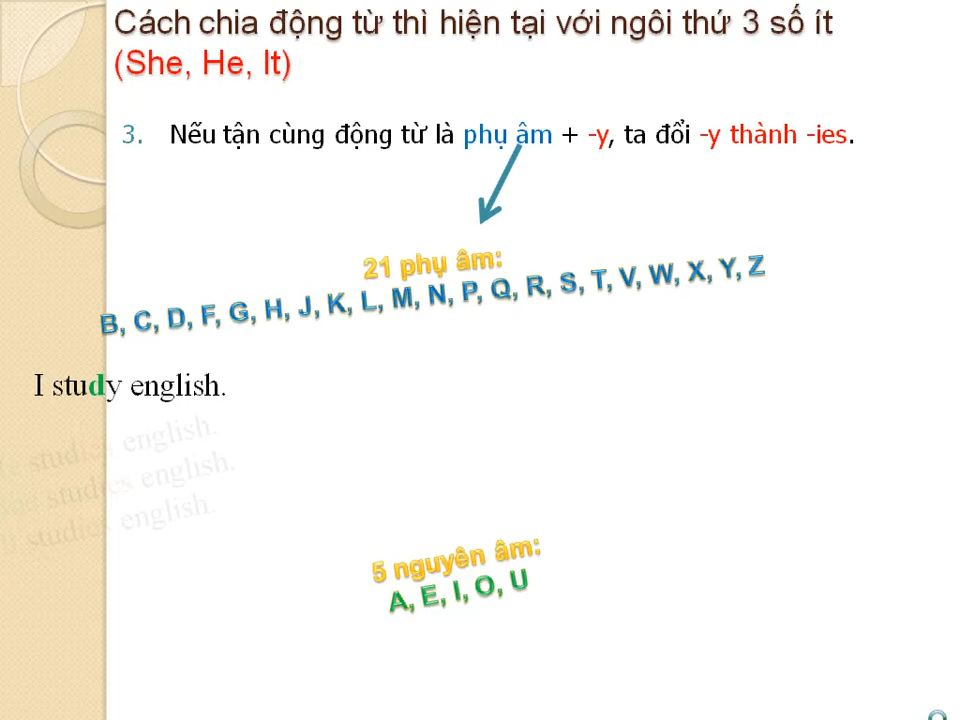 Cách chia động từ thì hiện tại với ngôi thứ 3 số ít
(She, He, It)
3. Nếu tận cùng động từ là phụ âm + -y, ta đổi -y thành -ies.
21 phụ âm:
B, C, D, F, G, H, J, K, L, M, N, P, Q, R, S, T, V, W, X, Y, Z
I study english.
studies english.
She studies english.
It studies english.
5 nguyên âm:
A, E, I, O, U